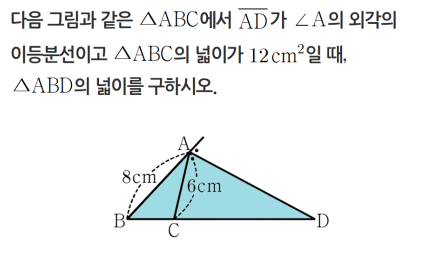 다음 그림과 같은 △ABC에서 \overline{AD}가 ∠A의 외각의
이등분선이고 △ABC의 넓이가 12cm²일 때,
△ABD의 넓이를 구하시오.
A
8cm
6cm
B
C
D